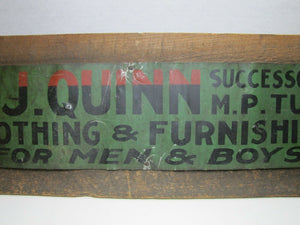 J. QUINN SUCCESSO
M.P. TU
OTHING & FURNISHI
FOR MEN & BOYS